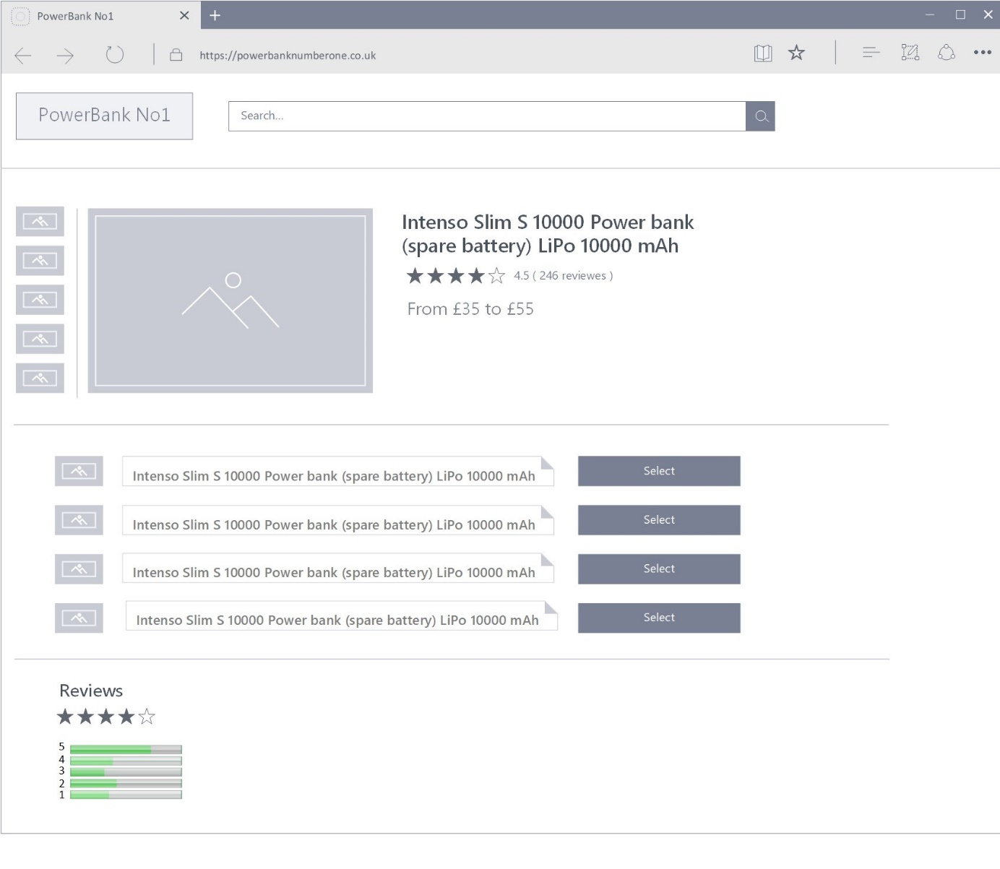 PowerBank No1
https://powerbanknumberone.co.uk
PowerBank No1
Search...
Intenso Slim S 10000 Power bank
(spare battery) LiPo 10000 mAh
4.5 ( 246 reviewes )
From £35 to £55
Intenso Slim S 10000 Power bank (spare battery) LiPo 10000 mAh
Select
Intenso Slim S 10000 Power bank (spare battery) LiPo 10000 mAh
Select
Intenso Slim S 10000 Power bank (spare battery) LiPo 10000 mAh
Select
Intenso Slim S 10000 Power bank (spare battery) LiPo 10000 mAh
Select
Reviews
5
4
3
2
1